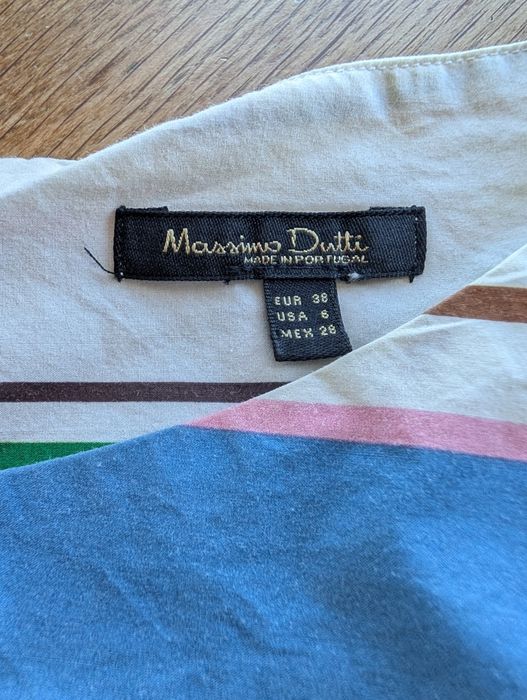 Massimo Dutti
MADE IN PORTUGAL
EUR 38
USA 6
MEX 28